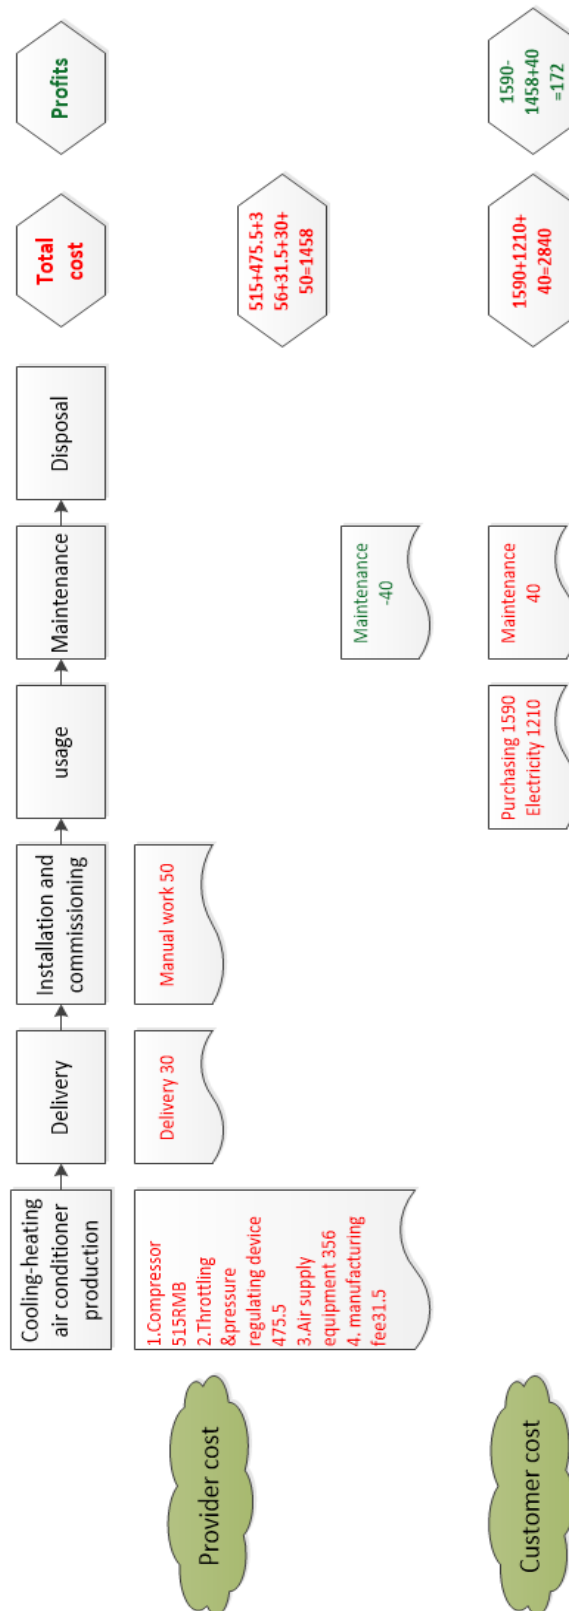 Cooling-heating
air conditioner
production
Delivery
Installation and
commissioning
usage
Maintenance
Disposal
Total
cost
Profits
Provider cost
1.Compressor
515RMB
2.Throttling
&pressure
regulating device
475.5
3.Air supply
equipment 356
4. manufacturing
fee31.5
Delivery 30
Manual work 50
Maintenance
-40
515+475.5+3
56+31.5+30+
50=1458
Customer cost
Purchasing 1590
Electricity 1210
Maintenance
40
1590+1210+
40=2840
1590-
1458+40
=172